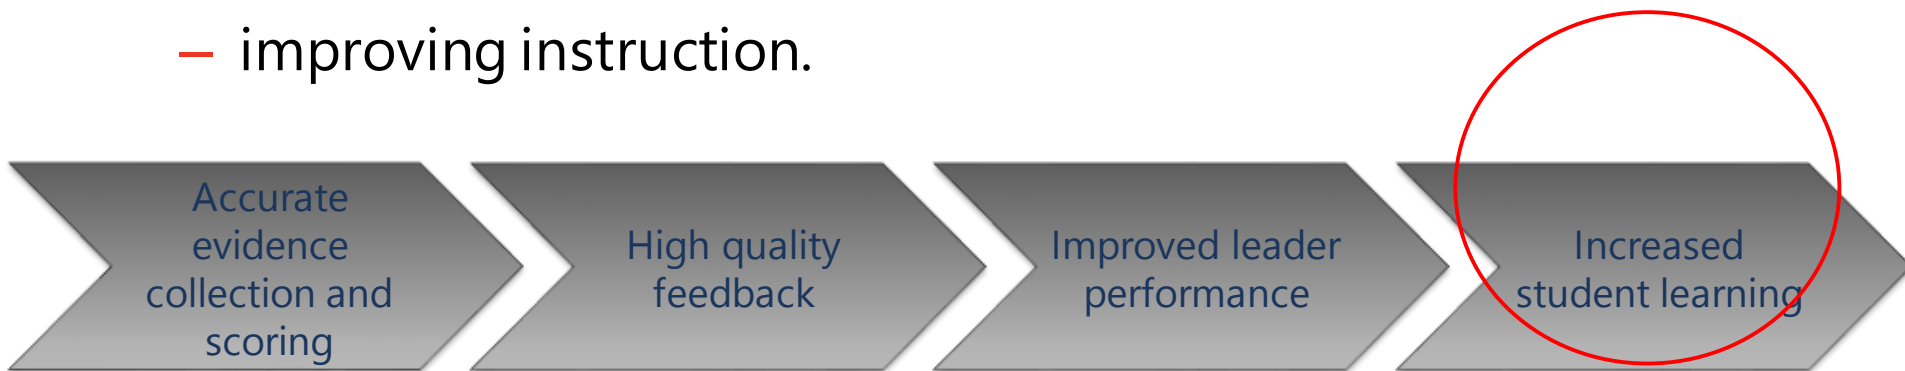 – improving instruction.
Accurate
evidence
collection and
scoring
High quality
feedback
Improved leader
performance
Increased
student learning